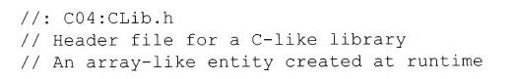 //: C04:CLib.h
// Header file for a C-like library
// An array-like entity created at runtime